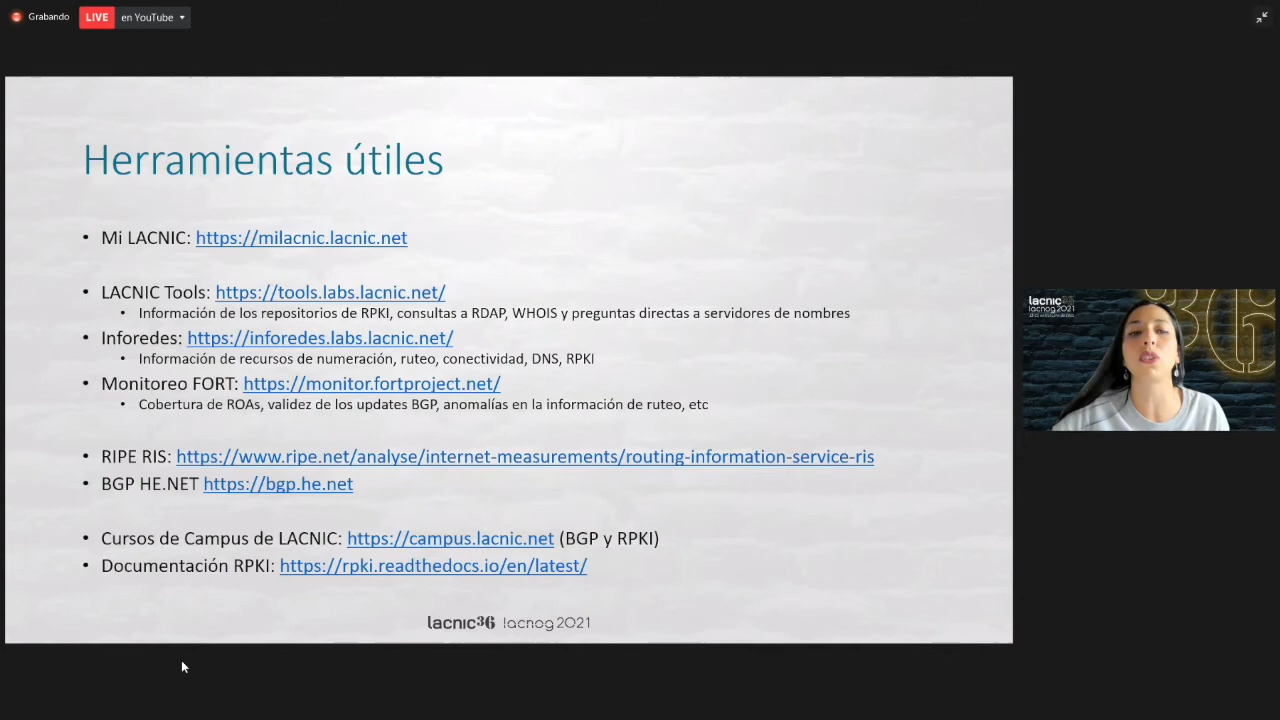 Grabando
LIVE en YouTube
Herramientas útiles
• Mi LACNIC: https://milacnic.lacnic.net
• LACNIC Tools: https://tools.labs.lacnic.net/
• Información de los repositorios de RPKI, consultas a RDAP, WHOIS y preguntas directas a servidores de nombres
• Inforedes: https://inforedes.labs.lacnic.net/
• Información de recursos de numeración, ruteo, conectividad, DNS, RPKI
• Monitoreo FORT: https://monitor.fortproject.net/
• Cobertura de ROAs, validez de los updates BGP, anomalías en la información de ruteo, etc
• RIPE RIS: https://www.ripe.net/analyse/internet-measurements/routing-information-service-ris
• BGP HE.NET https://bgp.he.net
• Cursos de Campus de LACNIC: https://campus.lacnic.net (BGP y RPKI)
• Documentación RPKI: https://rpki.readthedocs.io/en/latest/
lacnic36 lacnog2021
lacnic36
lacnog2021
36